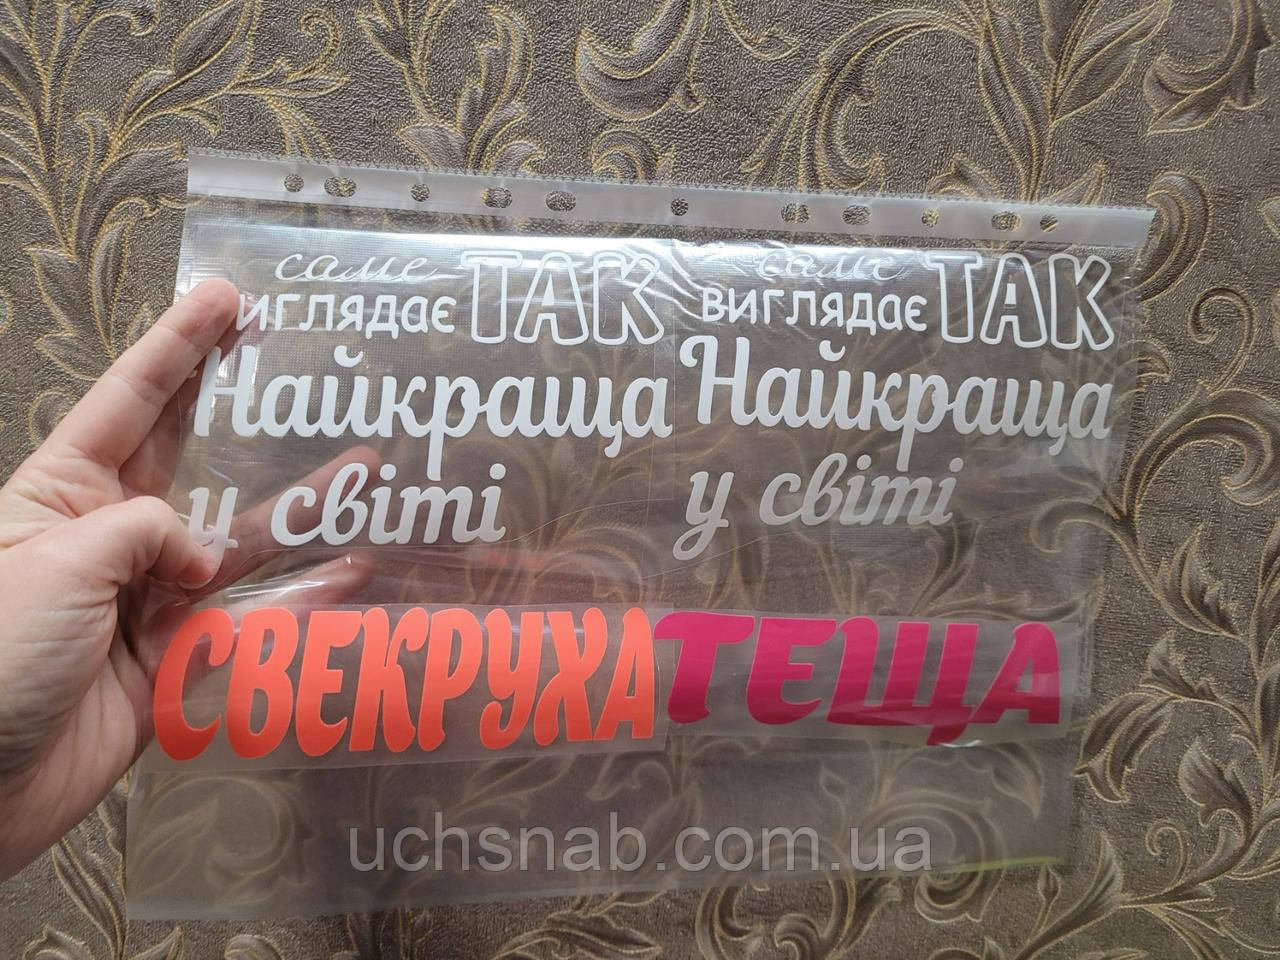 саме
виглядає ТАК
Найкраща
у світі
СВЕКРУХА
саме
виглядає ТАК
Найкраща
у світі
ТЕЩА
uchsnab.com.ua